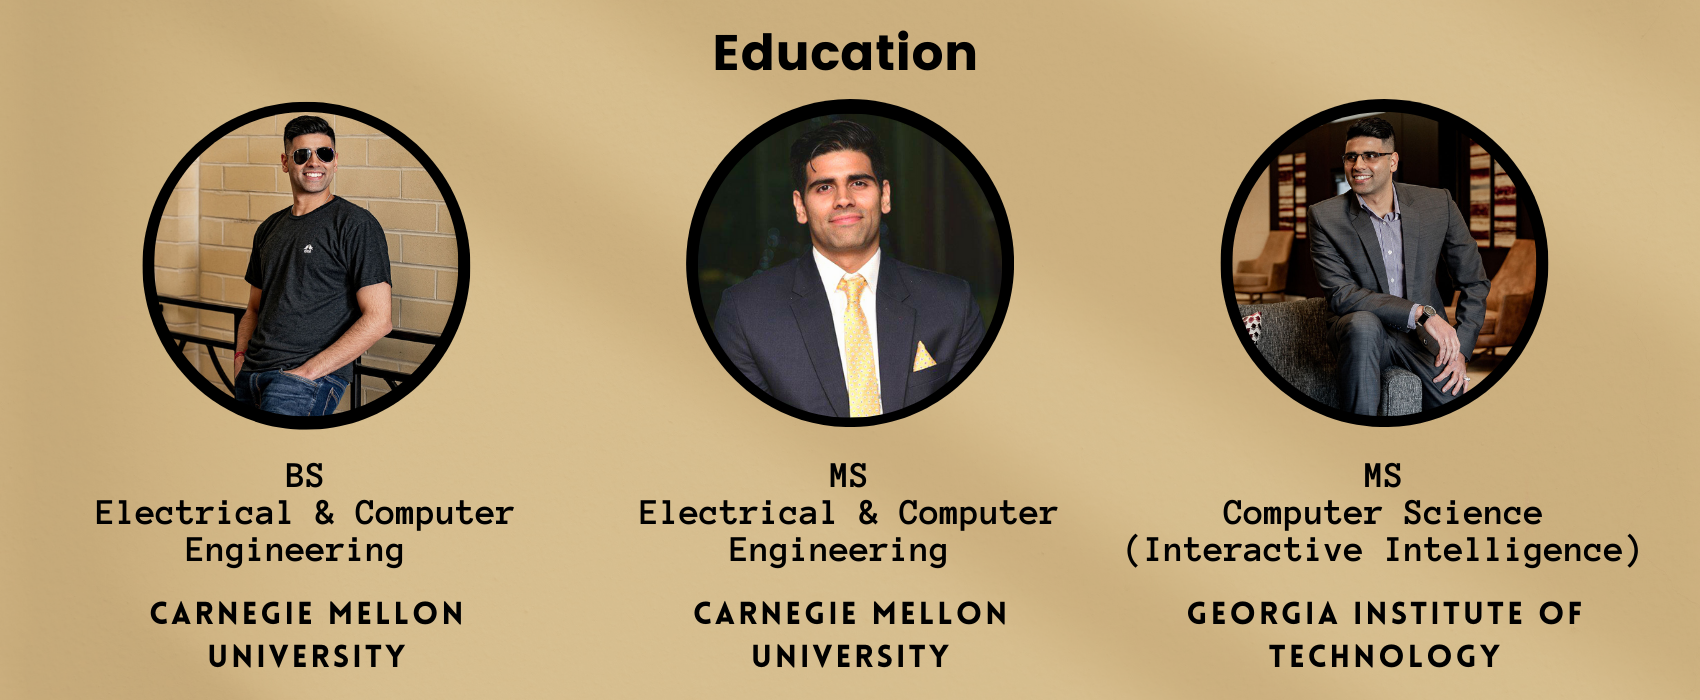 Education
BS
Electrical & Computer
Engineering
CARNEGIE MELLON
UNIVERSITY
MS
Electrical & Computer
Engineering
CARNEGIE MELLON
UNIVERSITY
MS
Computer Science
(Interactive Intelligence)
GEORGIA INSTITUTE OF
TECHNOLOGY